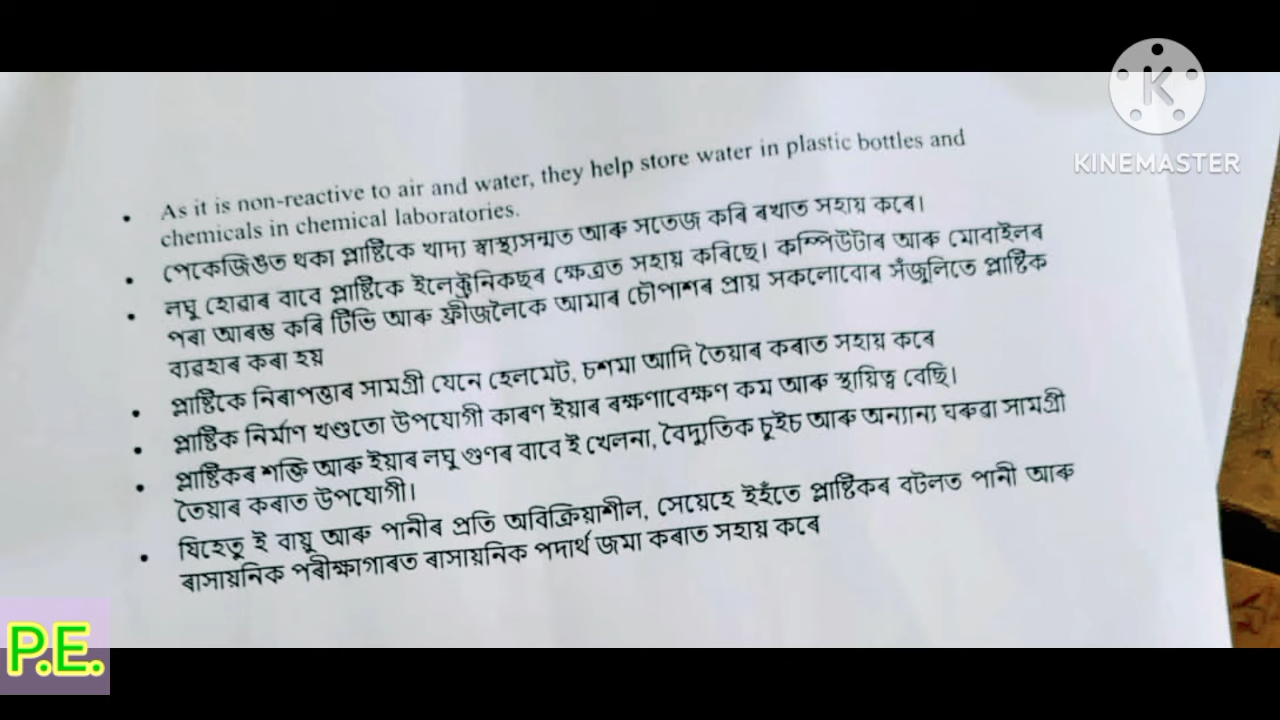 KINEMASTER
As it is non-reactive to air and water, they help store water in plastic bottles and
chemicals in chemical laboratories.
পেকেজিঙত থকা প্লাষ্টিকে খাদ্য স্বাস্থ্যসন্মত আৰু সতেজ কৰি ৰখাত সহায় কৰে।
লঘু হোৱাৰ বাবে প্লাষ্টিকে ইলেক্ট্ৰনিকছৰ ক্ষেত্ৰত সহায় কৰিছে। কম্পিউটাৰ আৰু মোবাইলৰ
পৰা আৰম্ভ কৰি টিভি আৰু ফ্ৰীজলৈকে আমাৰ চৌপাশৰ প্ৰায় সকলোবোৰ সঁজুলিতে প্লাষ্টিক
ব্যৱহাৰ কৰা হয়
প্লাষ্টিকে নিৰাপত্তাৰ সামগ্ৰী যেনে হেলমেট, চশমা আদি তৈয়াৰ কৰাত সহায় কৰে
প্লাষ্টিক নিৰ্মাণ খণ্ডতো উপযোগী কাৰণ ইয়াৰ ৰক্ষণাবেক্ষণ কম আৰু স্থায়িত্ব বেছি।
প্লাষ্টিকৰ শক্তি আৰু ইয়াৰ লঘু গুণৰ বাবে ই খেলনা, বৈদ্যুতিক চুইচ আৰু অন্যান্য ঘৰুৱা সামগ্ৰী
তৈয়াৰ কৰাত উপযোগী।
যিহেতু ই বায়ু আৰু পানীৰ প্ৰতি অবিক্ৰিয়াশীল, সেয়েহে ইহঁতে প্লাষ্টিকৰ বটলত পানী আৰু
ৰাসায়নিক পৰীক্ষাগাৰত ৰাসায়নিক পদাৰ্থ জমা কৰাত সহায় কৰে
P.E.